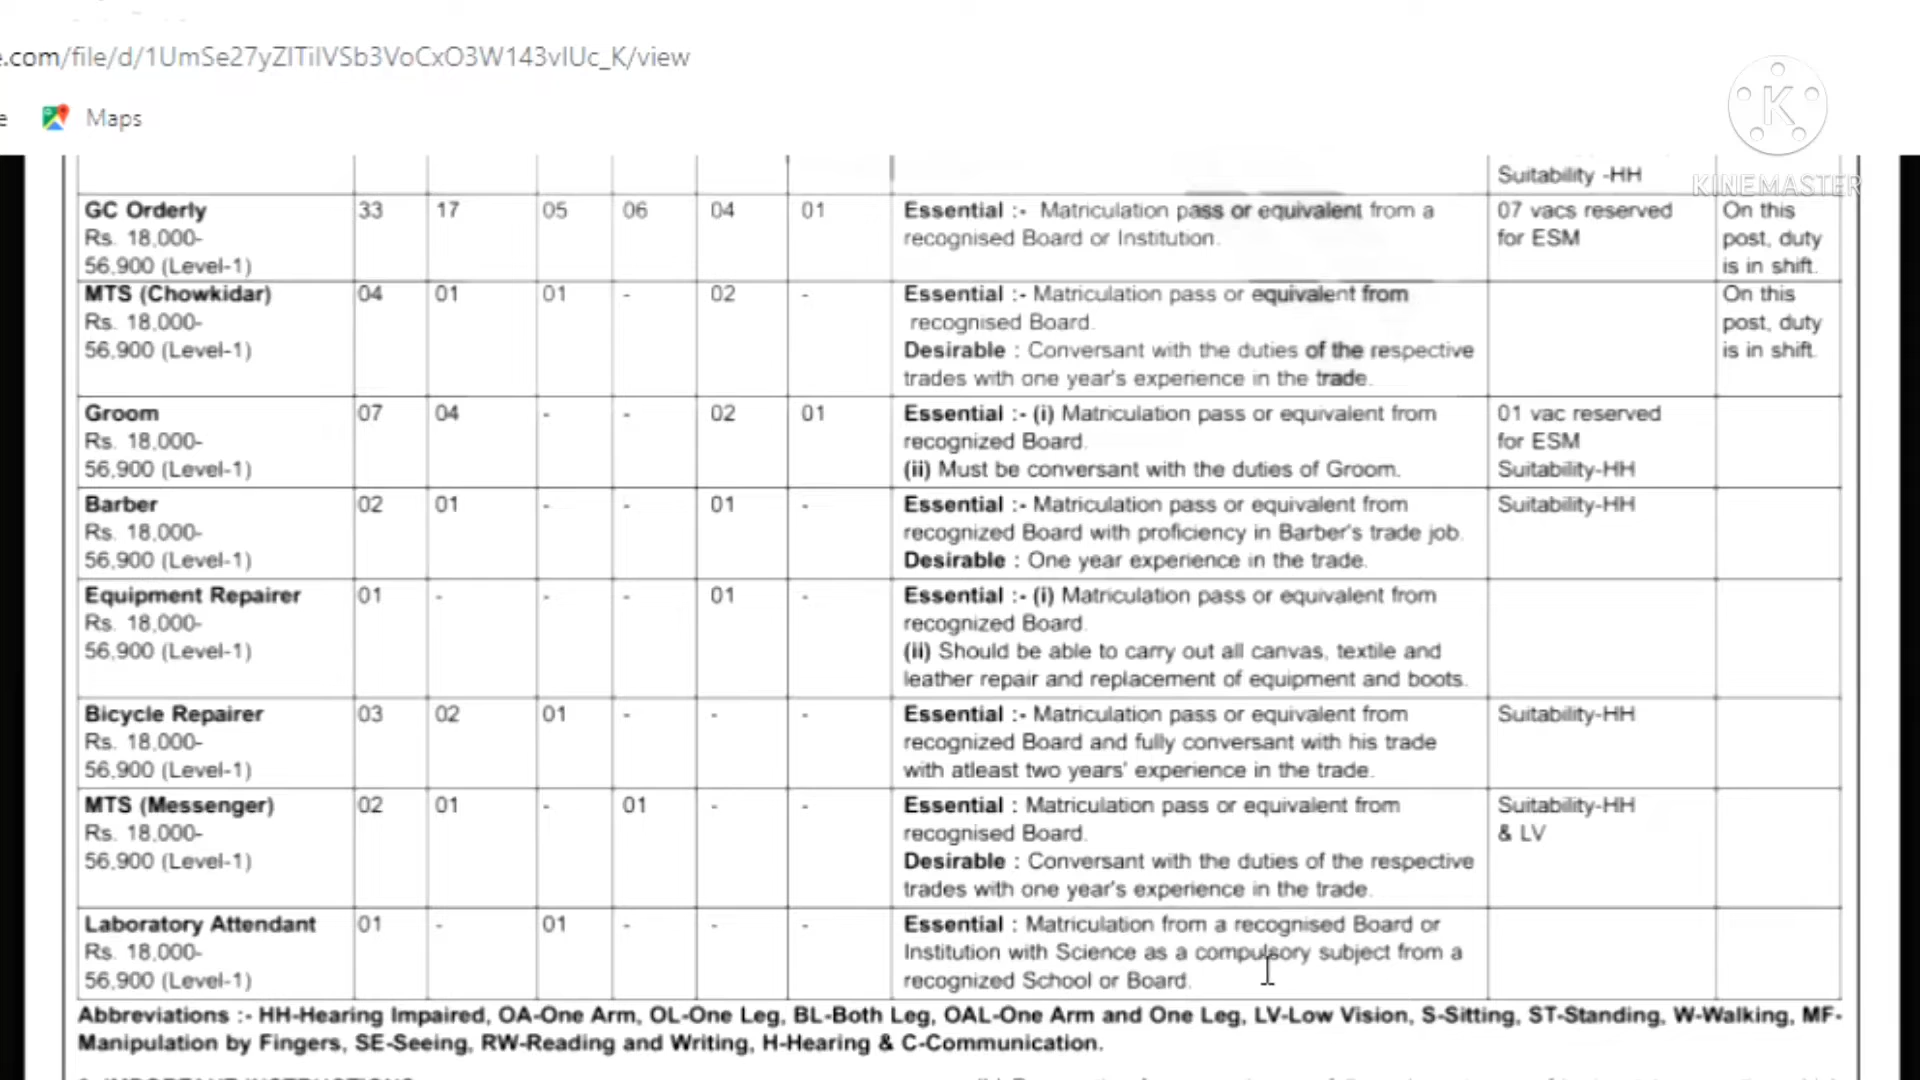 e.com/file/d/1UmSe27yZITiIVSb3VoCxO3W143vIUc_K/view
e Maps
KINEMASTER
Suitability -HH
GC Orderly 33 17 05 06 04 01 Essential :- Matriculation pass or equivalent from a 07 vacs reserved On this
Rs. 18,000- recognised Board or Institution. for ESM post, duty
56,900 (Level-1) is in shift.
MTS (Chowkidar) 04 01 01 - 02 - Essential :- Matriculation pass or equivalent from On this
Rs. 18,000- recognised Board. post, duty
56,900 (Level-1) Desirable : Conversant with the duties of the respective is in shift.
trades with one year's experience in the trade.
Groom 07 04 - - 02 01 Essential :- (i) Matriculation pass or equivalent from 01 vac reserved
Rs. 18,000- recognized Board. for ESM
56,900 (Level-1) (ii) Must be conversant with the duties of Groom. Suitability-HH
Barber 02 01 - - 01 - Essential :- Matriculation pass or equivalent from Suitability-HH
Rs. 18,000- recognized Board with proficiency in Barber's trade job.
56,900 (Level-1) Desirable : One year experience in the trade.
Equipment Repairer 01 - - - 01 - Essential :- (i) Matriculation pass or equivalent from
Rs. 18,000- recognized Board.
56,900 (Level-1) (ii) Should be able to carry out all canvas, textile and
leather repair and replacement of equipment and boots.
Bicycle Repairer 03 02 01 - - - Essential :- Matriculation pass or equivalent from Suitability-HH
Rs. 18,000- recognized Board and fully conversant with his trade
56,900 (Level-1) with atleast two years' experience in the trade.
MTS (Messenger) 02 01 - 01 - - Essential : Matriculation pass or equivalent from Suitability-HH
Rs. 18,000- recognised Board. & LV
56,900 (Level-1) Desirable : Conversant with the duties of the respective
trades with one year's experience in the trade.
Laboratory Attendant 01 - 01 - - - Essential : Matriculation from a recognised Board or
Rs. 18,000- Institution with Science as a compulsory subject from a
56,900 (Level-1) recognized School or Board.
Abbreviations :- HH-Hearing Impaired, OA-One Arm, OL-One Leg, BL-Both Leg, OAL-One Arm and One Leg, LV-Low Vision, S-Sitting, ST-Standing, W-Walking, MF-
Manipulation by Fingers, SE-Seeing, RW-Reading and Writing, H-Hearing & C-Communication.